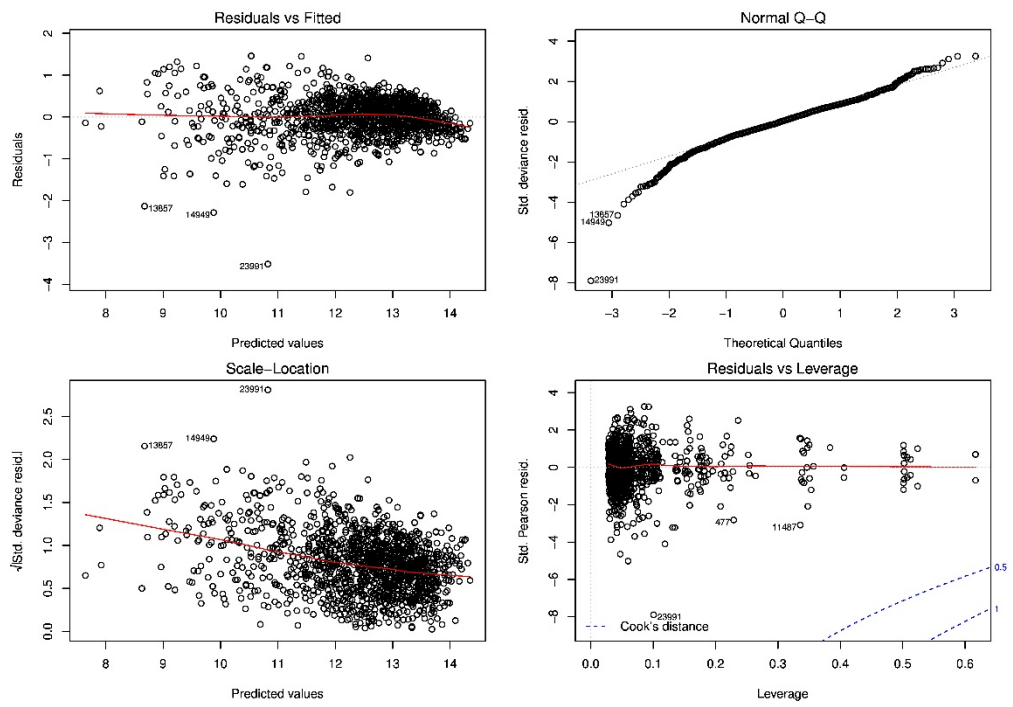 Residuals vs Fitted
Residuals
2
1
0
−1
−2
−3
−4
13657
14949
23991
8 9 10 11 12 13 14
Predicted values
Normal Q−Q
Std. deviance resid.
4
2
0
−2
−4
−6
−8
13657
14949
23991
−3 −2 −1 0 1 2 3
Theoretical Quantiles
Scale−Location
√|Std. deviance resid.|
2.5
2.0
1.5
1.0
0.5
0.0
23991
14949
13657
8 9 10 11 12 13 14
Predicted values
Residuals vs Leverage
Std. Pearson resid.
4
2
0
−2
−4
−6
−8
477
11487
23991
Cook's distance
0.5
1
0.0 0.1 0.2 0.3 0.4 0.5 0.6
Leverage